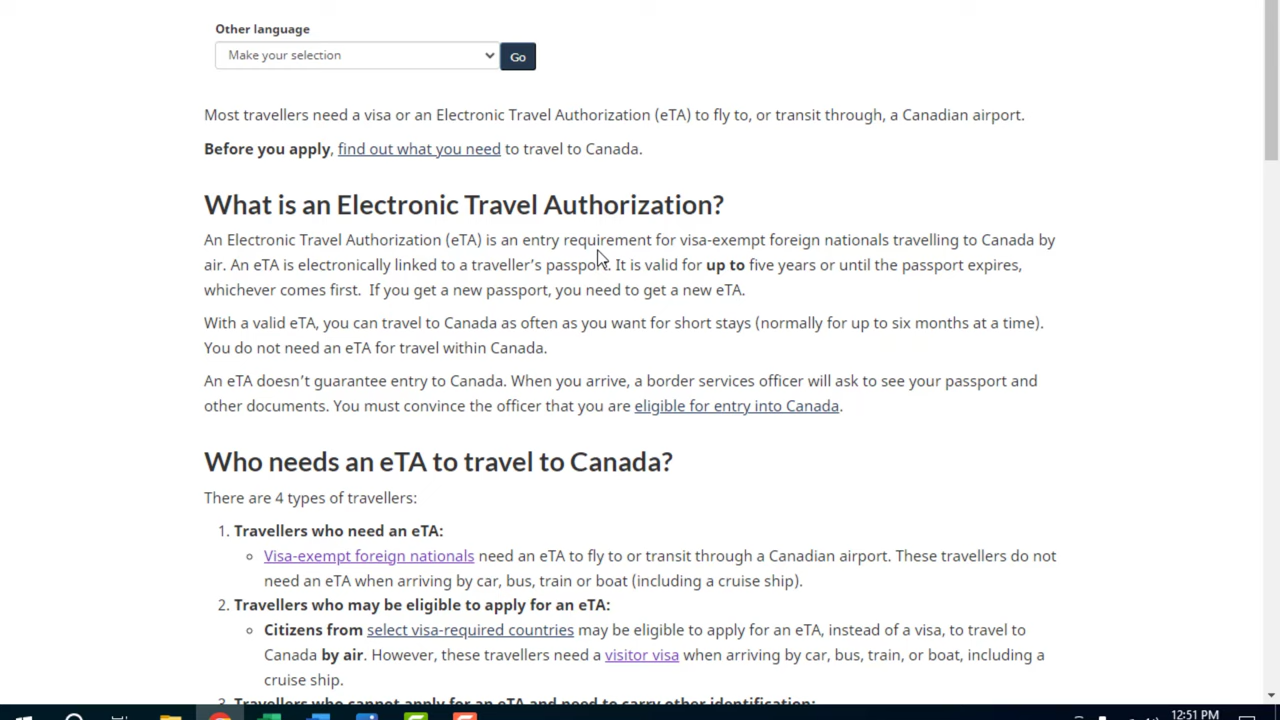 Other language
Make your selection
Go
Most travellers need a visa or an Electronic Travel Authorization (eTA) to fly to, or transit through, a Canadian airport.
Before you apply, find out what you need to travel to Canada.
What is an Electronic Travel Authorization?
An Electronic Travel Authorization (eTA) is an entry requirement for visa-exempt foreign nationals travelling to Canada by
air. An eTA is electronically linked to a traveller’s passport. It is valid for up to five years or until the passport expires,
whichever comes first.  If you get a new passport, you need to get a new eTA.
With a valid eTA, you can travel to Canada as often as you want for short stays (normally for up to six months at a time).
You do not need an eTA for travel within Canada.
An eTA doesn’t guarantee entry to Canada. When you arrive, a border services officer will ask to see your passport and
other documents. You must convince the officer that you are eligible for entry into Canada.
Who needs an eTA to travel to Canada?
There are 4 types of travellers:
1. Travellers who need an eTA:
Visa-exempt foreign nationals need an eTA to fly to or transit through a Canadian airport. These travellers do not
need an eTA when arriving by car, bus, train or boat (including a cruise ship).
2. Travellers who may be eligible to apply for an eTA:
Citizens from select visa-required countries may be eligible to apply for an eTA, instead of a visa, to travel to
Canada by air. However, these travellers need a visitor visa when arriving by car, bus, train, or boat, including a
cruise ship.
3. Travellers who cannot apply for an eTA and need to carry other identification:
12:51 PM